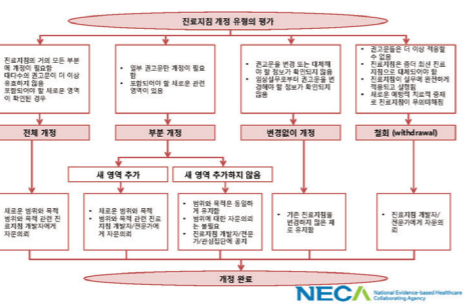 진료지침 개정 유형의 평가
• 진료지침의 거의 모든 부분
에 개정이 필요함
• 대다수의 권고문이 더 이상
유효하지 않음
• 포함되어야 할 새로운 영역
이 확인된 경우
• 일부 권고문만 개정이 필요
함
• 포함되어야 할 새로운 관련
영역이 있음
• 권고문을 변경 또는 대체해
야 할 정보가 확인되지 않음
• 임상실무로부터 권고문을 변
경해야 할 정보가 확인되지
않음
• 권고문들은 더 이상 적용할
수 없음
• 진료지침은 좀더 최신 진료
지침으로 대체되어야 함
• 진료지침이 실무에 완전하게
적용되고 실행됨
• 새로운 예방적 치료적 중재
로 진료지침이 무의해짐
전체 개정
부분 개정
변경없이 개정
철회 (withdrawal)
새 영역 추가
새 영역 추가하지 않음
• 새로운 범위와 목적
• 범위와 목적 관련 진
료지침 개발자에게
자문의뢰
• 새로운 범위와 목적
• 범위와 목적 관련 진료
지침 개발자/전문가에
게 자문의뢰
• 범위와 목적은 동일하
게 유지함
• 범위에 대한 자문의뢰
는 불필요
• 진료지침 개발자/전문
가/관심집단에 공지
• 기존 진료지침을
변경하지 않은 채
로 유지함
• 진료지침 개발자/
전문가에게 자문의
뢰
개정 완료
NECA National Evidence-based Healthcare
Collaborating Agency